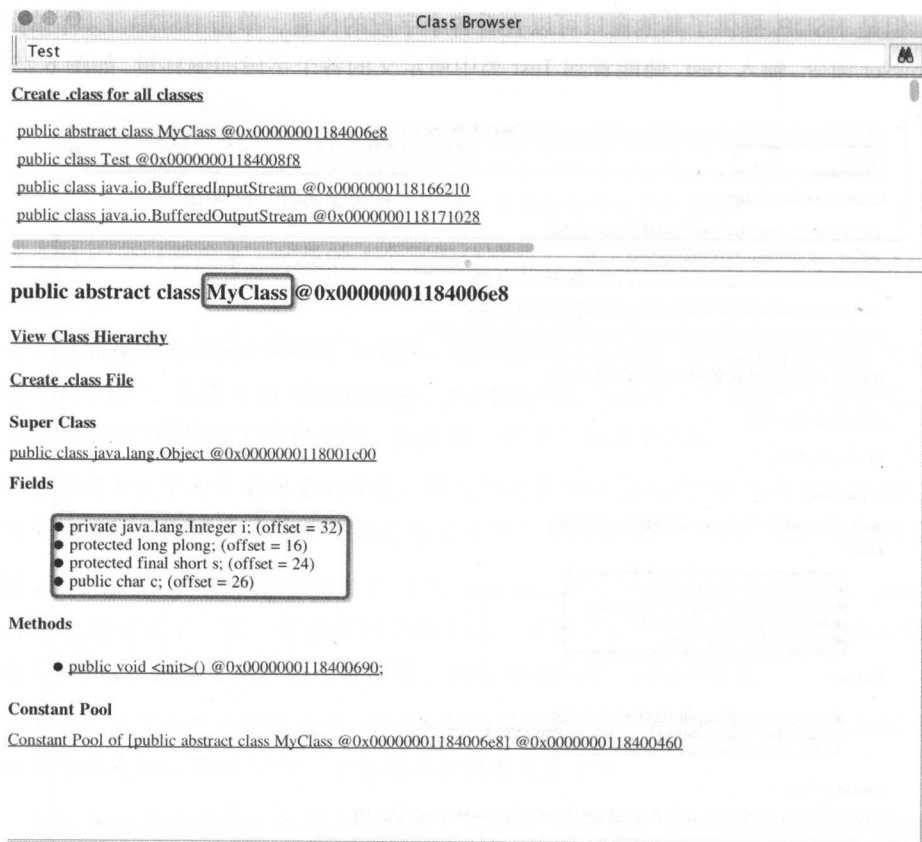 Class Browser
Test
Create .class for all classes
public abstract class MyClass @0x00000001184006e8
public class Test @0x00000001184008f8
public class java.io.BufferedInputStream @0x0000000118166210
public class java.io.BufferedOutputStream @0x0000000118171028
public abstract class MyClass @0x00000001184006e8
View Class Hierarchy
Create .class File
Super Class
public class java.lang.Object @0x0000000118001c00
Fields
● private java.lang.Integer i; (offset = 32)
● protected long plong; (offset = 16)
● protected final short s; (offset = 24)
● public char c; (offset = 26)
Methods
● public void <init>() @0x0000000118400690;
Constant Pool
Constant Pool of [public abstract class MyClass @0x00000001184006e8] @0x0000000118400460